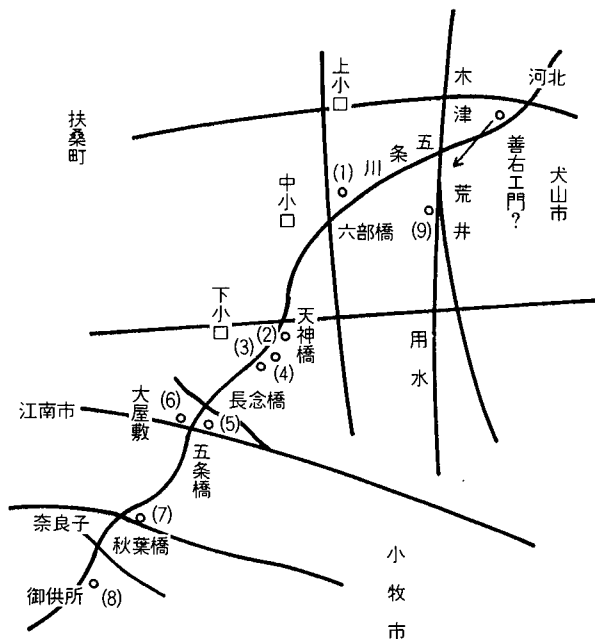 上小口
木津
河北
扶桑町
五条川
善右エ門?
犬山市
(1)
中小口
荒井
六部橋
(9)
下小口
天神橋
(2)
(3)
(4)
用水
長念橋
大屋敷
(6)
江南市
(5)
五条橋
(7)
奈良子
秋葉橋
小牧市
御供所
(8)